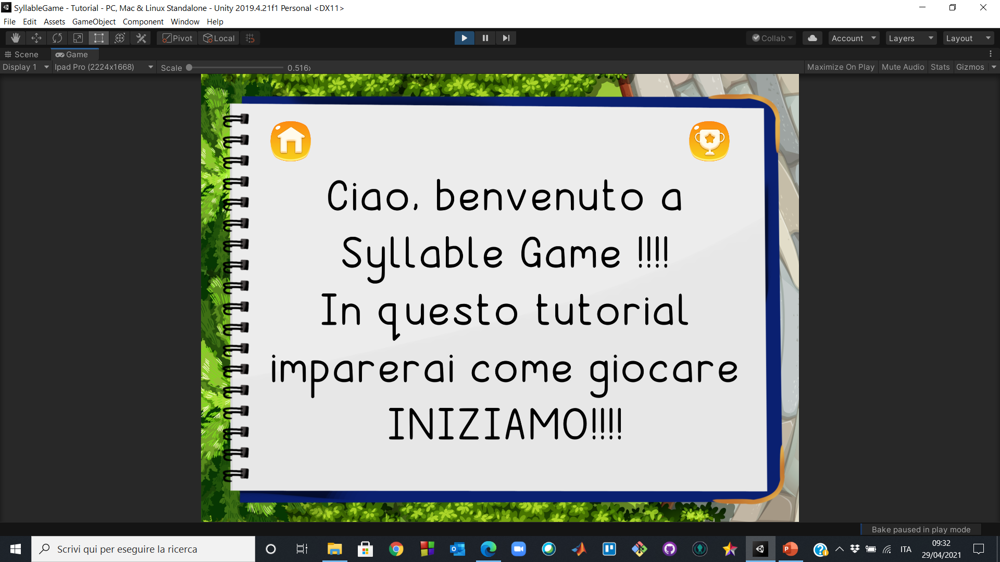 SyllableGame - Tutorial - PC, Mac & Linux Standalone - Unity 2019.4.21f1 Personal <DX11>
File Edit Assets GameObject Component Window Help
Pivot Local Collab Account Layers Layout
Scene Game
Display 1 Ipad Pro (2224x1668) Scale 0.516x Maximize On Play Mute Audio Stats Gizmos
Ciao, benvenuto a
Syllable Game !!!!
In questo tutorial
imparerai come giocare
INIZIAMO!!!!
Bake paused in play mode
Scrivi qui per eseguire la ricerca
ITA
09:32
29/04/2021